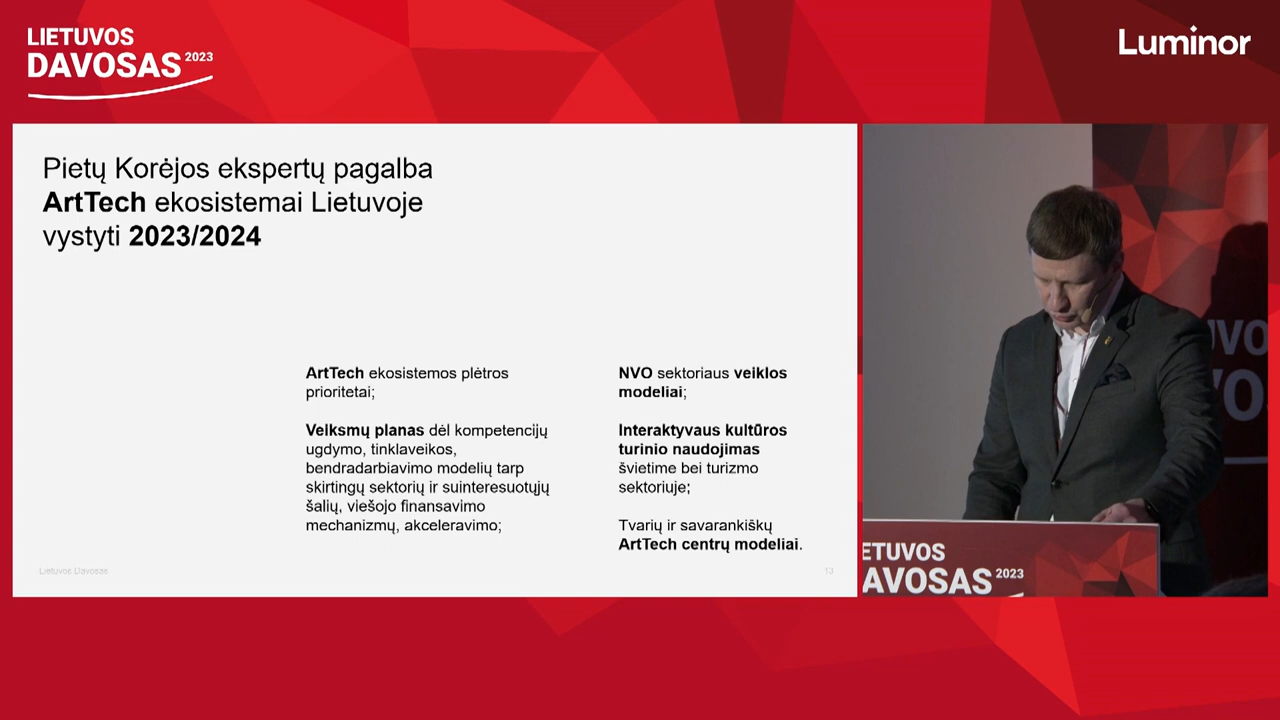 LIETUVOS
DAVOSAS 2023
Luminor
Pietų Korėjos ekspertų pagalba
ArtTech ekosistemai Lietuvoje
vystyti 2023/2024
ArtTech ekosistemos plėtros
prioritetai;
Veiksmų planas dėl kompetencijų
ugdymo, tinklaveikos,
bendradarbiavimo modelių tarp
skirtingų sektorių ir suinteresuotųjų
šalių, viešojo finansavimo
mechanizmų, akceleravimo;
NVO sektoriaus veiklos
modeliai;
Interaktyvaus kultūros
turinio naudojimas
švietime bei turizmo
sektoriuje;
Tvarių ir savarankiškų
ArtTech centrų modeliai.
Lietuvos Davosas
13
UVO
VO
ETUVOS
AVOSAS 2023